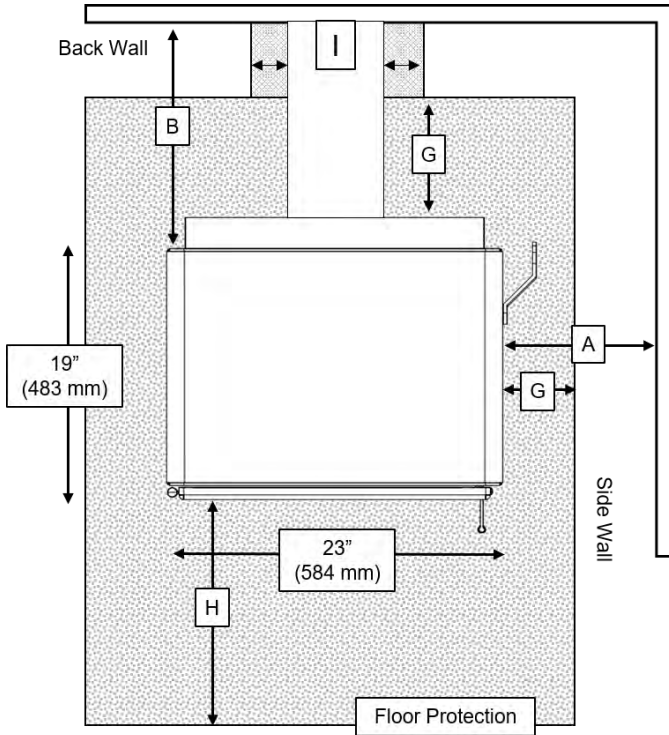 Back Wall
I
B
G
A
19”
(483 mm)
G
Side Wall
23”
(584 mm)
H
Floor Protection